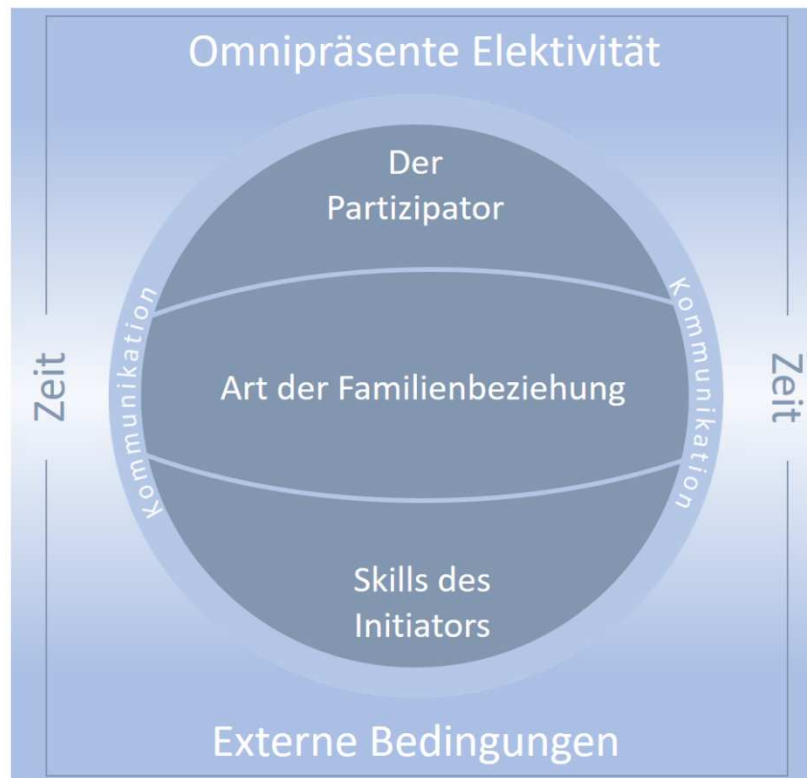 Omnipräsente Elektivität
Der
Partizipator
Kommunikation
Kommunikation
Zeit
Art der Familienbeziehung
Zeit
Skills des
Initiators
Externe Bedingungen